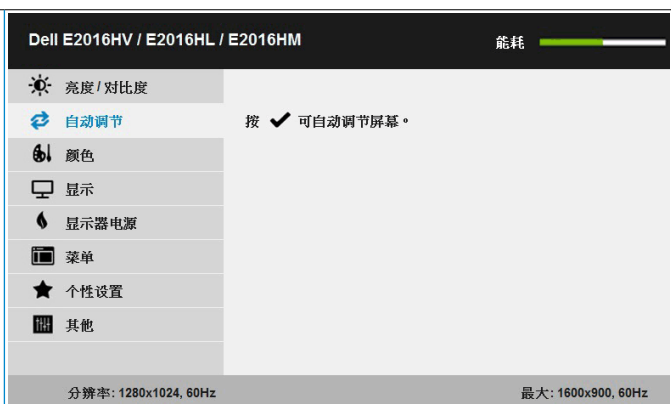 Dell E2016HV / E2016HL / E2016HM 能耗
亮度 / 对比度
自动调节 按 ✔ 可自动调节屏幕。
颜色
显示
显示器电源
菜单
个性设置
其他
分辨率: 1280x1024, 60Hz 最大: 1600x900, 60Hz